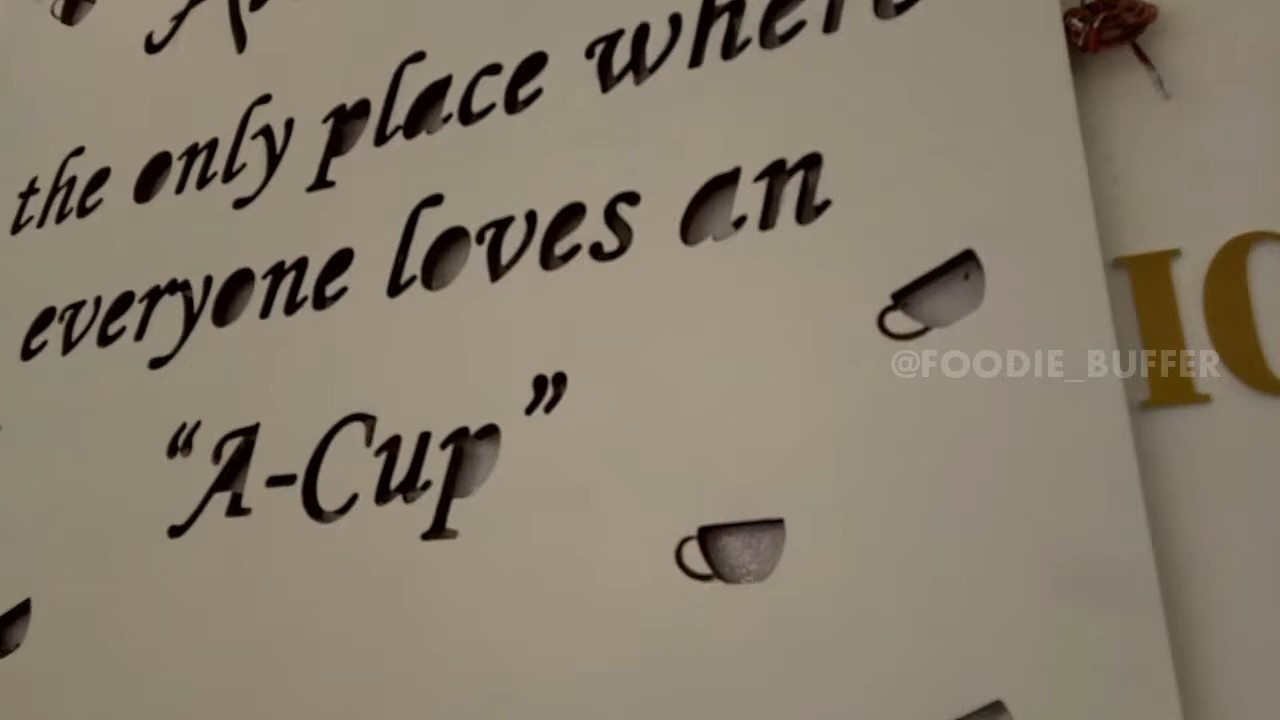 the only place where
everyone loves an
"A-Cup"
@FOODIE_BUFFER